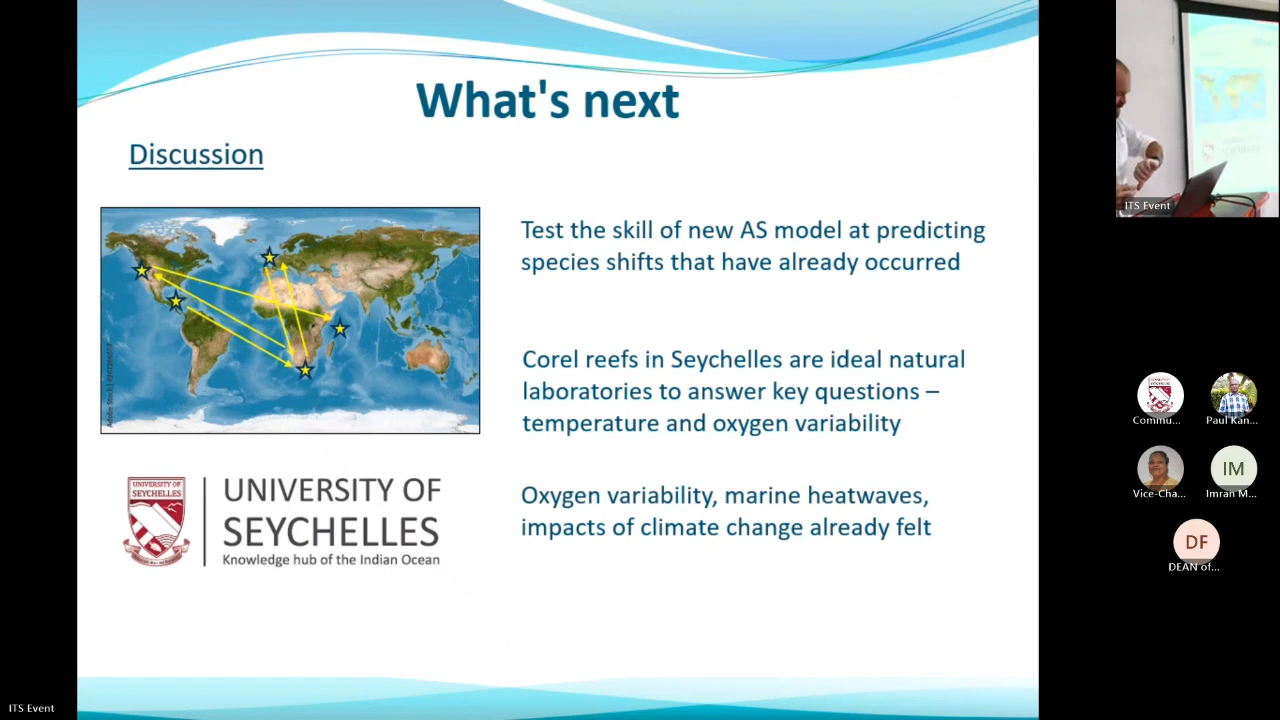 What's next
Discussion
Test the skill of new AS model at predicting
species shifts that have already occurred
Corel reefs in Seychelles are ideal natural
laboratories to answer key questions –
temperature and oxygen variability
UNIVERSITY OF
SEYCHELLES
UNIVERSITY OF
SEYCHELLES
Knowledge hub of the Indian Ocean
Oxygen variability, marine heatwaves,
impacts of climate change already felt
ITS Event
Commu...
Paul Kan...
Vice-Cha...
IM
Imran M...
DF
DEAN of...
ITS Event